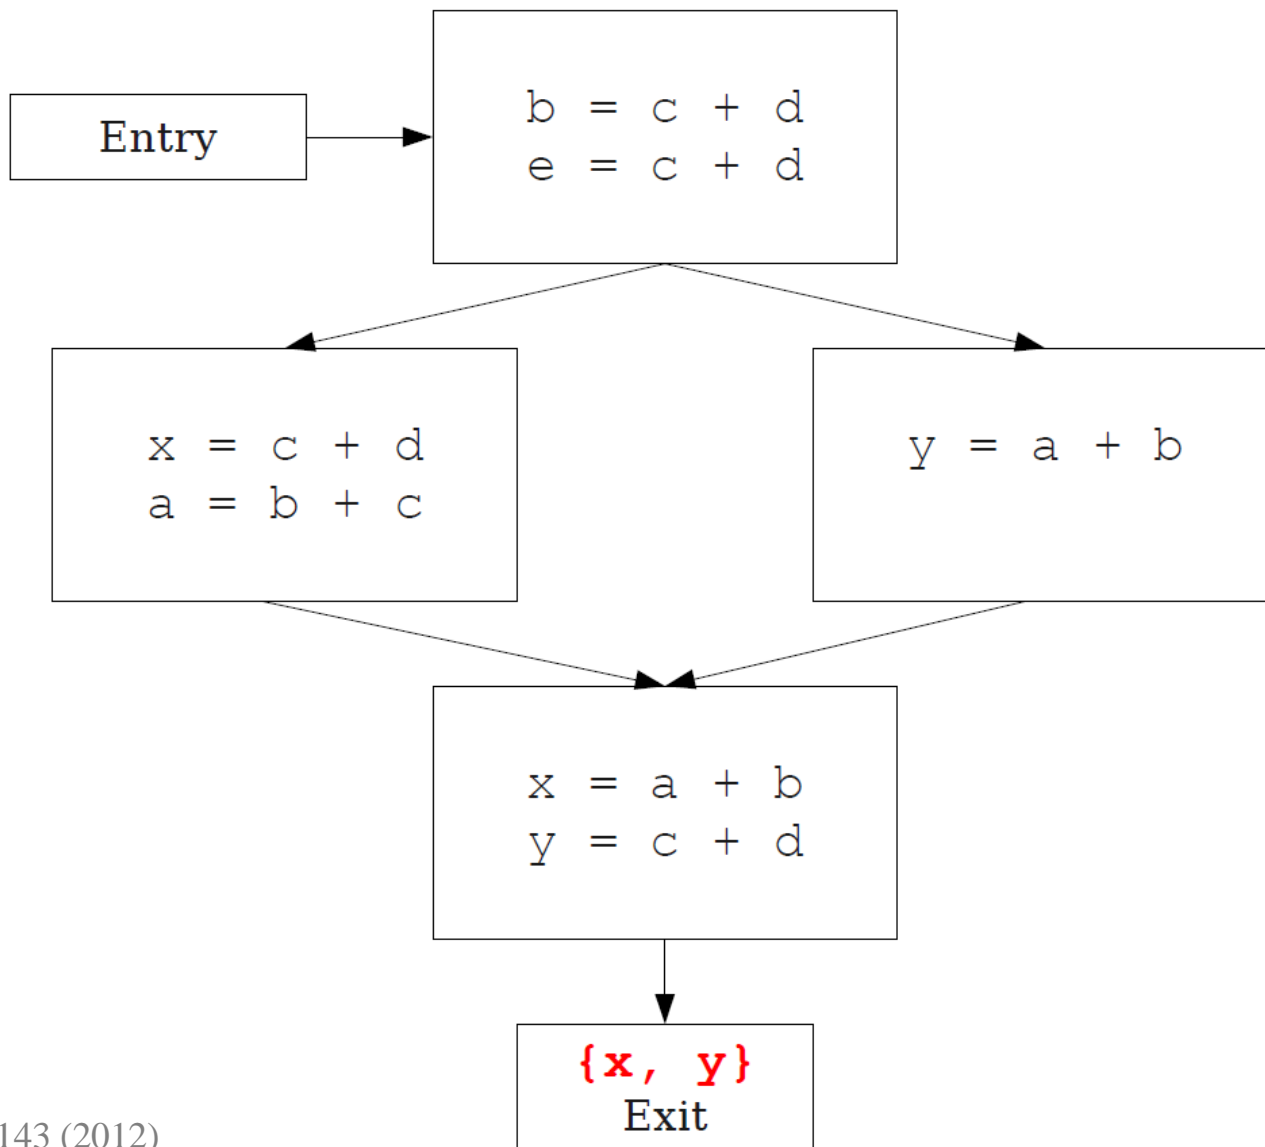 Entry
b = c + d
e = c + d
x = c + d
a = b + c
y = a + b
x = a + b
y = c + d
{x, y}
Exit
143 (2012)